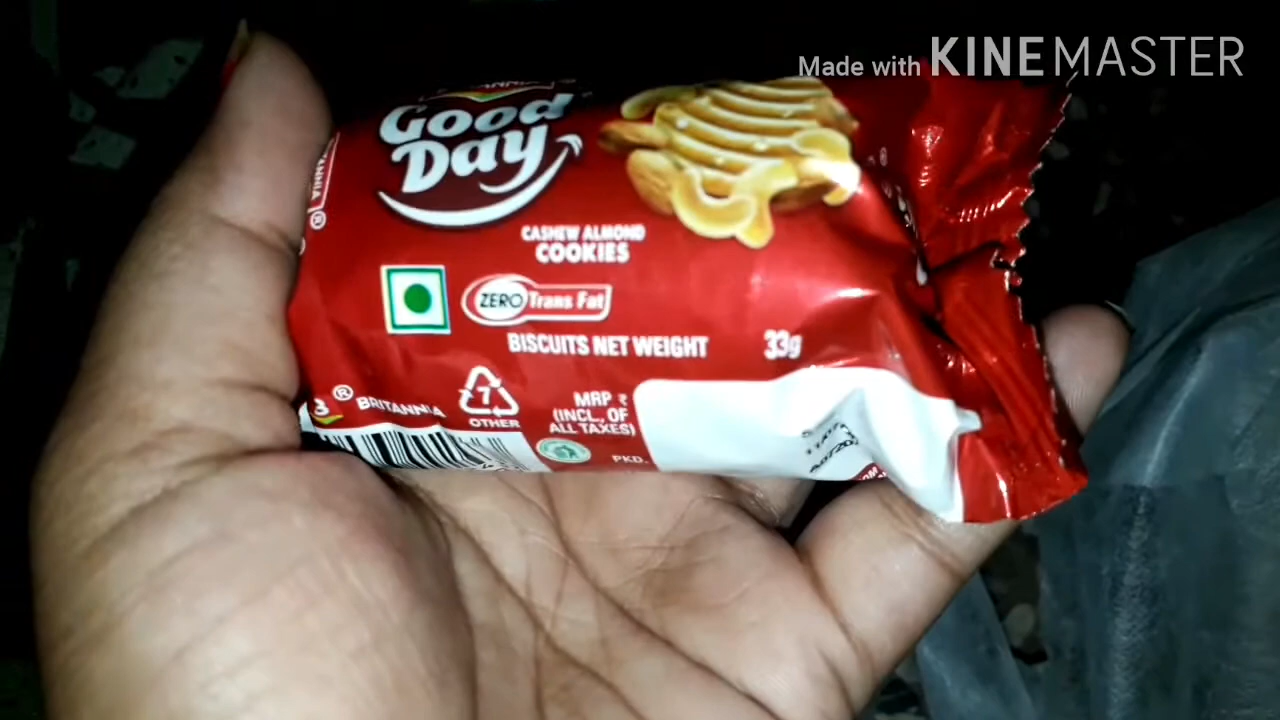 Made with KINEMASTER
Good
Day
CASHEW ALMOND
COOKIES
ZERO Trans Fat
BISCUITS NET WEIGHT 33g
® BRITANNIA
7
OTHER
MRP ₹
(INCL., OF
ALL TAXES)
PKD.